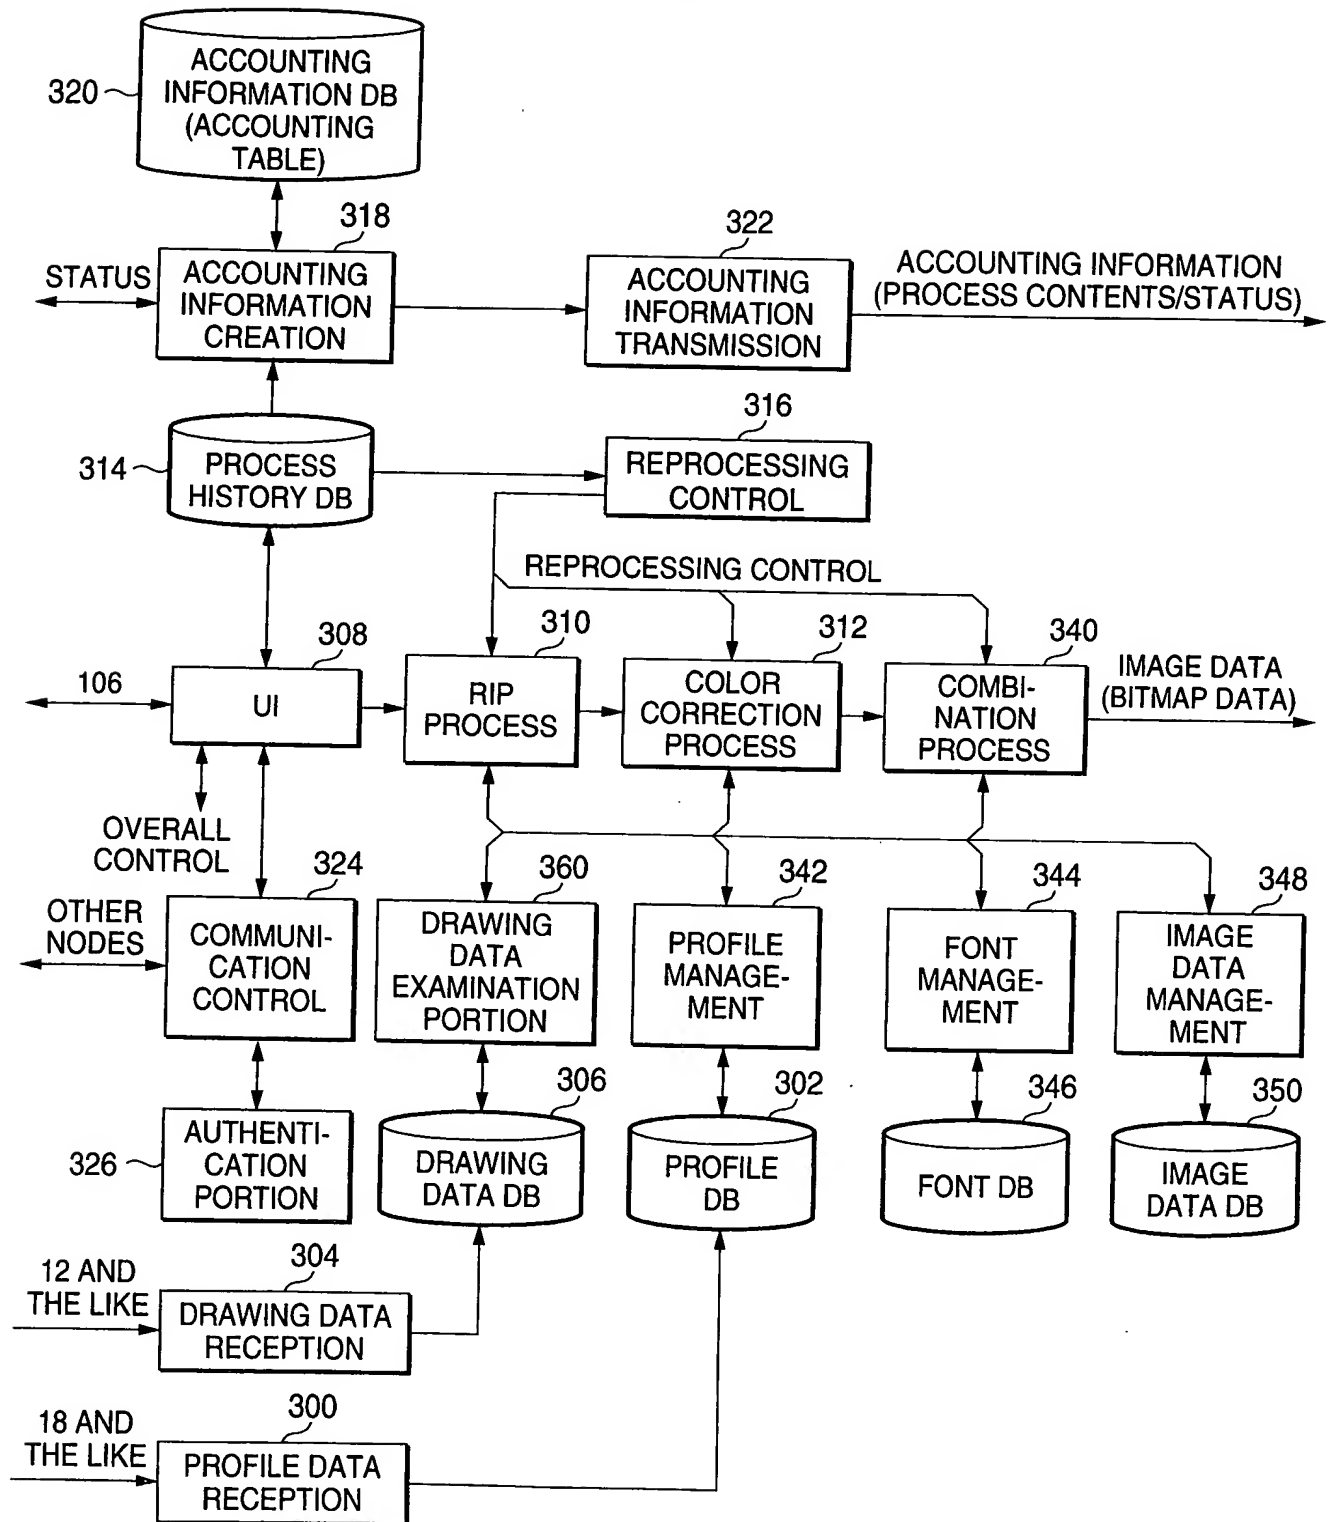 320
ACCOUNTING
INFORMATION DB
(ACCOUNTING
TABLE)
318
322
STATUS
ACCOUNTING
INFORMATION
CREATION
ACCOUNTING
INFORMATION
TRANSMISSION
ACCOUNTING INFORMATION
(PROCESS CONTENTS/STATUS)
314
PROCESS
HISTORY DB
316
REPROCESSING
CONTROL
REPROCESSING CONTROL
308
310
312
340
106
UI
RIP
PROCESS
COLOR
CORRECTION
PROCESS
COMBI-
NATION
PROCESS
IMAGE DATA
(BITMAP DATA)
OVERALL
CONTROL
324
360
342
344
348
OTHER
NODES
COMMUNI-
CATION
CONTROL
DRAWING
DATA
EXAMINATION
PORTION
PROFILE
MANAGE-
MENT
FONT
MANAGE-
MENT
IMAGE
DATA
MANAGE-
MENT
306
302
346
350
326
AUTHENTI-
CATION
PORTION
DRAWING
DATA DB
PROFILE
DB
FONT DB
IMAGE
DATA DB
12 AND
THE LIKE
304
DRAWING DATA
RECEPTION
18 AND
THE LIKE
300
PROFILE DATA
RECEPTION